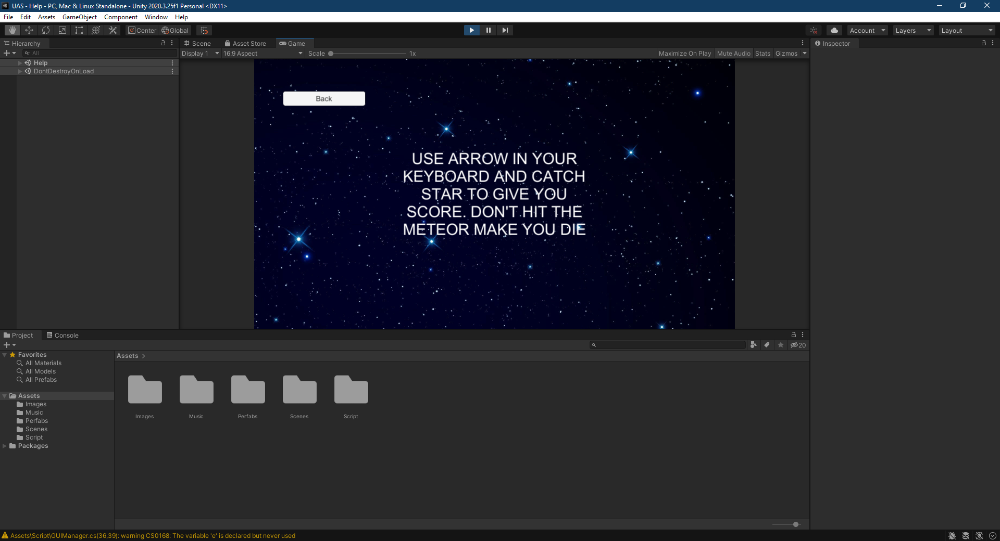 UAS - Help - PC, Mac & Linux Standalone - Unity 2020.3.25f1 Personal <DX11>
File Edit Assets GameObject Component Window Help
Center Global Account Layers Layout
Hierarchy
All
Help
DontDestroyOnLoad
Scene Asset Store Game
Display 1 16:9 Aspect Scale 1x Maximize On Play Mute Audio Stats Gizmos
Inspector
Back
USE ARROW IN YOUR
KEYBOARD AND CATCH
STAR TO GIVE YOU
SCORE. DON'T HIT THE
METEOR MAKE YOU DIE
Project Console
20
Favorites
All Materials
All Models
All Prefabs
Assets
Images
Music
Perfabs
Scenes
Script
Packages
Assets
Images Music Perfabs Scenes Script
Assets\Script\GUIManager.cs(36,39): warning CS0168: The variable 'e' is declared but never used